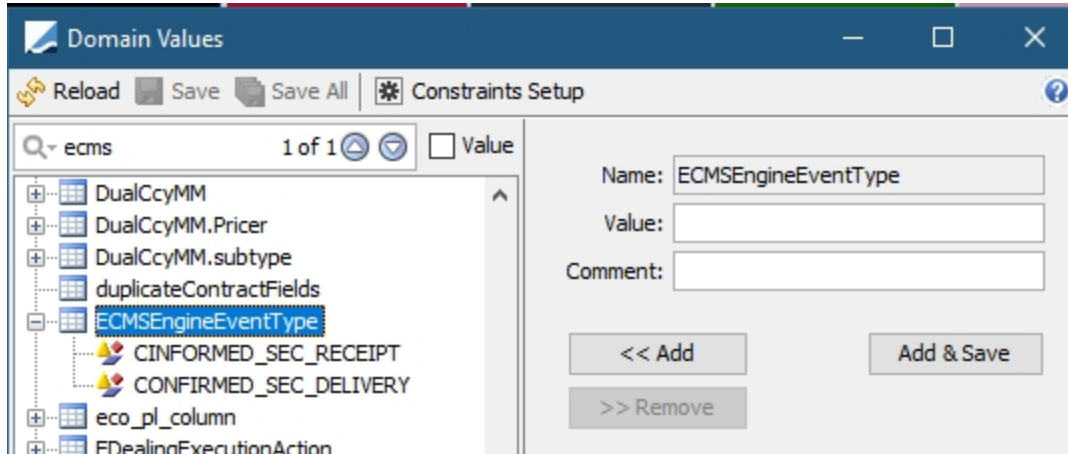 Domain Values
Reload Save Save All Constraints Setup
ecms 1 of 1 Value
DualCcyMM
DualCcyMM.Pricer
DualCcyMM.subtype
duplicateContractFields
ECMSEngineEventType
CINFORMED_SEC_RECEIPT
CONFIRMED_SEC_DELIVERY
eco_pl_column
EDealingExecutionAction
Name: ECMSEngineEventType
Value:
Comment:
<< Add Add & Save
>> Remove